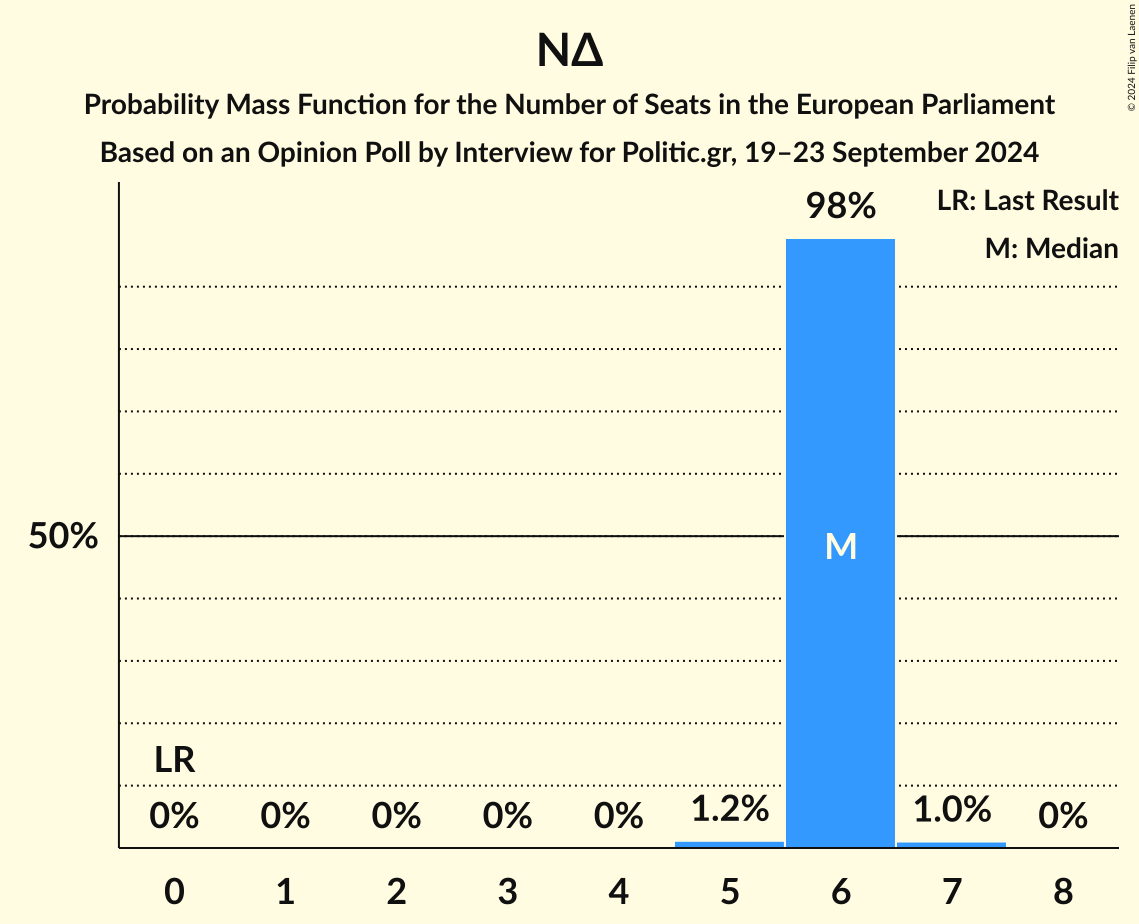 ΝΔ
Probability Mass Function for the Number of Seats in the European Parliament
Based on an Opinion Poll by Interview for Politic.gr, 19–23 September 2024
© 2024 Filip van Laenen
LR: Last Result
M: Median
98%
50%
M
LR
0% 0% 0% 0% 0% 1.2% 1.0% 0%
0 1 2 3 4 5 6 7 8